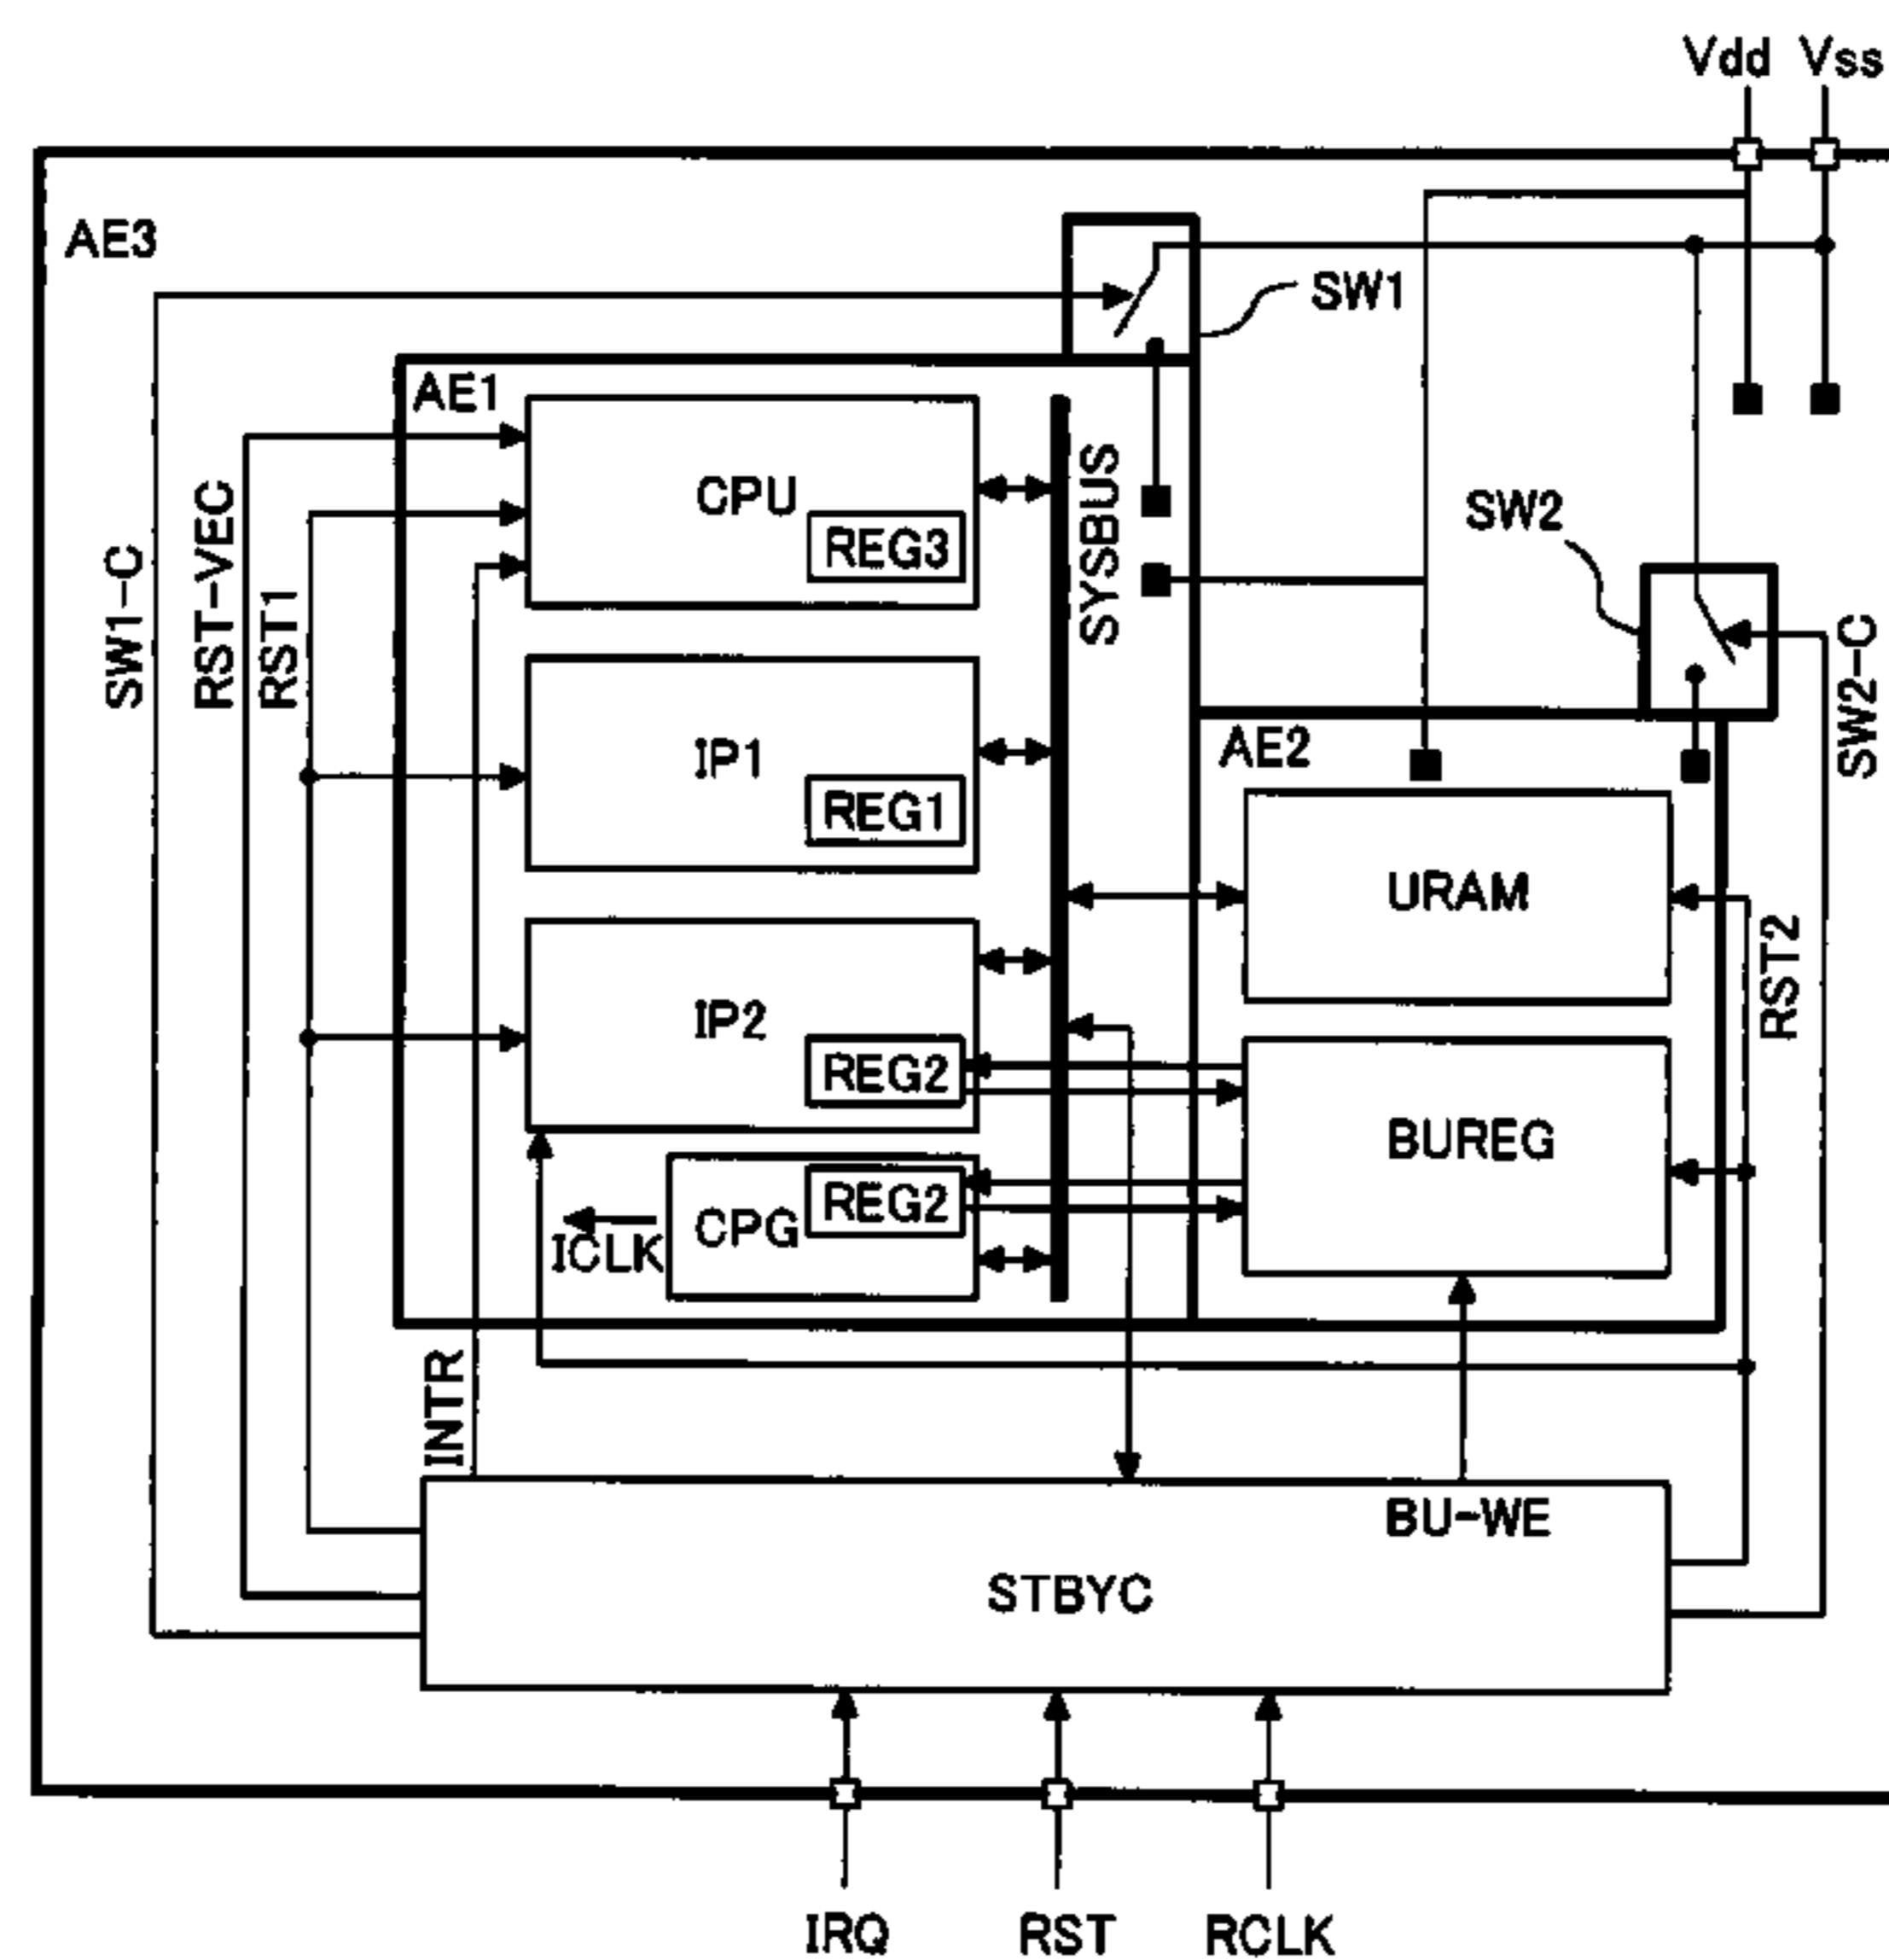 Vdd Vss
AE3
SW1
AE1
CPU
REG3
SYSBUS
SW2
SW1-C
RST-VEC
RST1
IP1
REG1
AE2
SW2-C
URAM
RST2
IP2
REG2
BUREG
CPG
REG2
ICLK
INTR
BU-WE
STBYC
IRQ RST RCLK